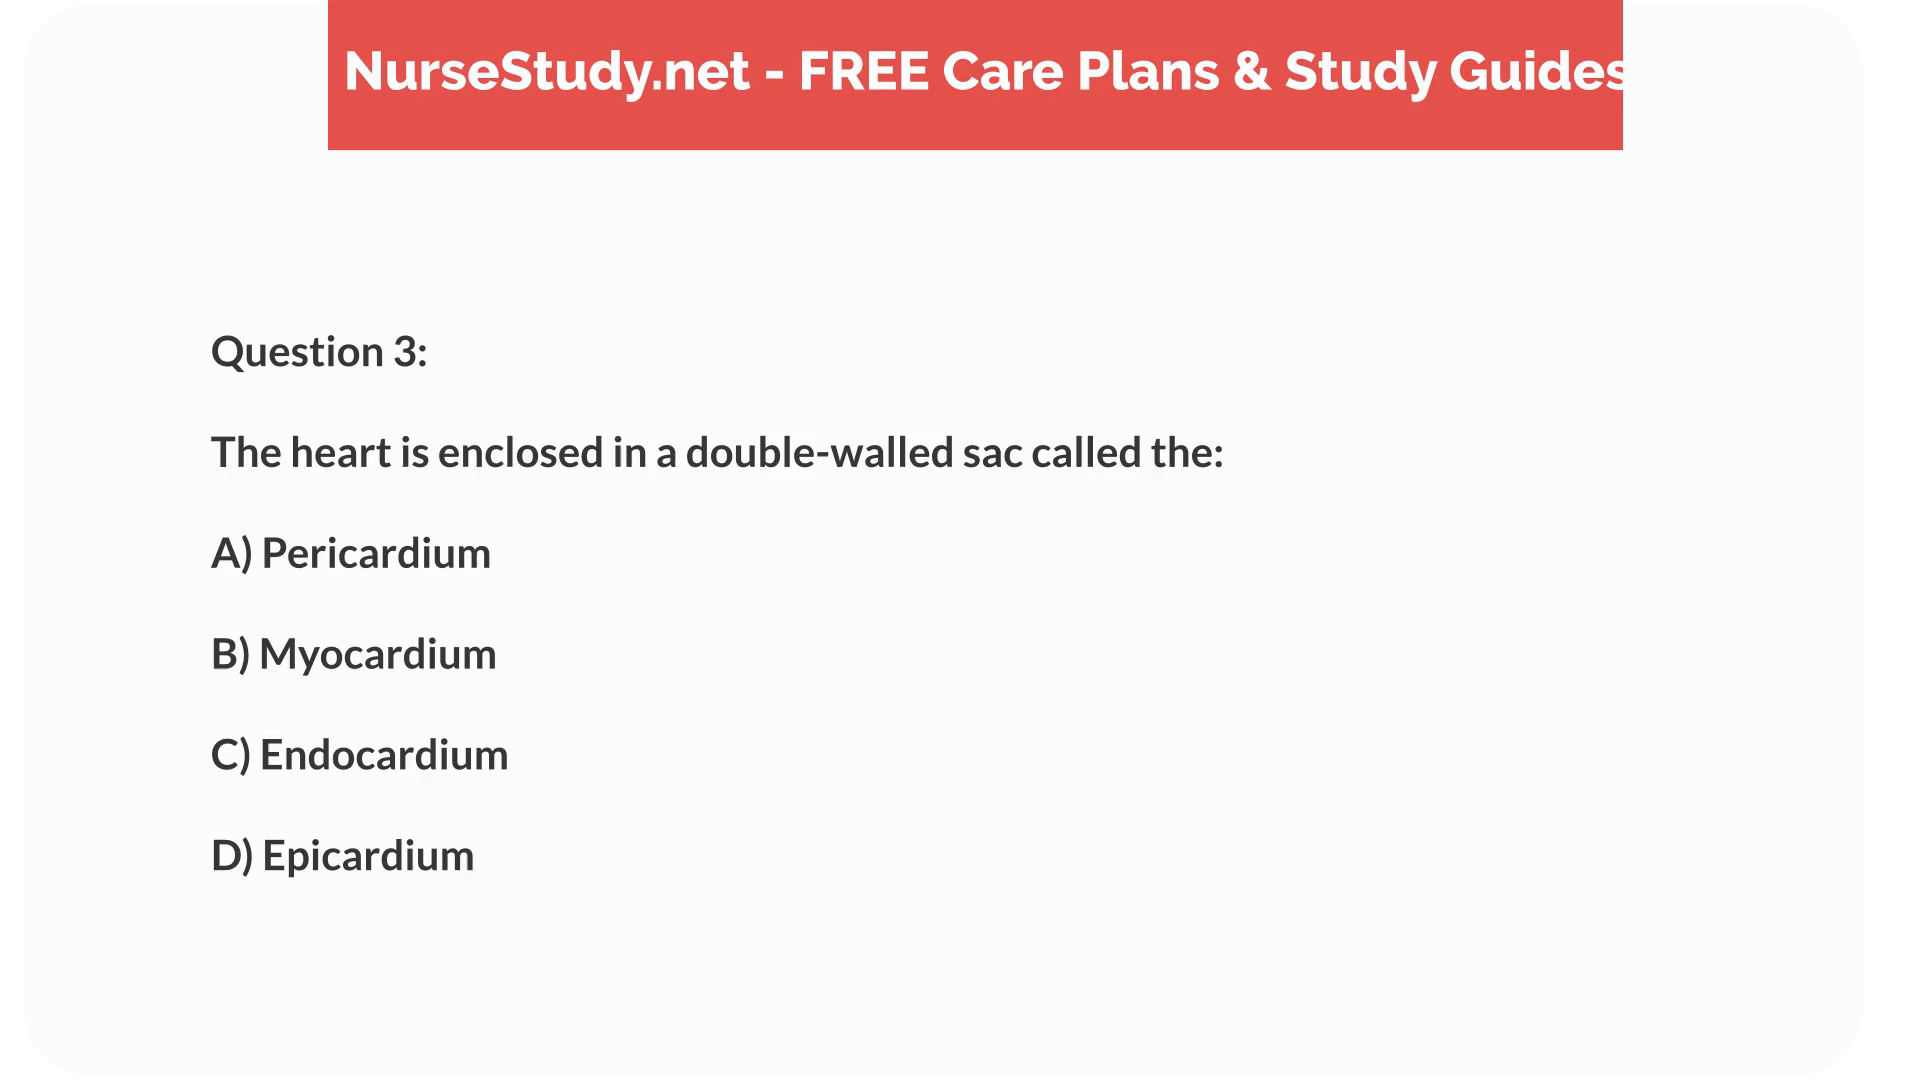 NurseStudy.net - FREE Care Plans & Study Guides
Question 3:
The heart is enclosed in a double-walled sac called the:
A) Pericardium
B) Myocardium
C) Endocardium
D) Epicardium